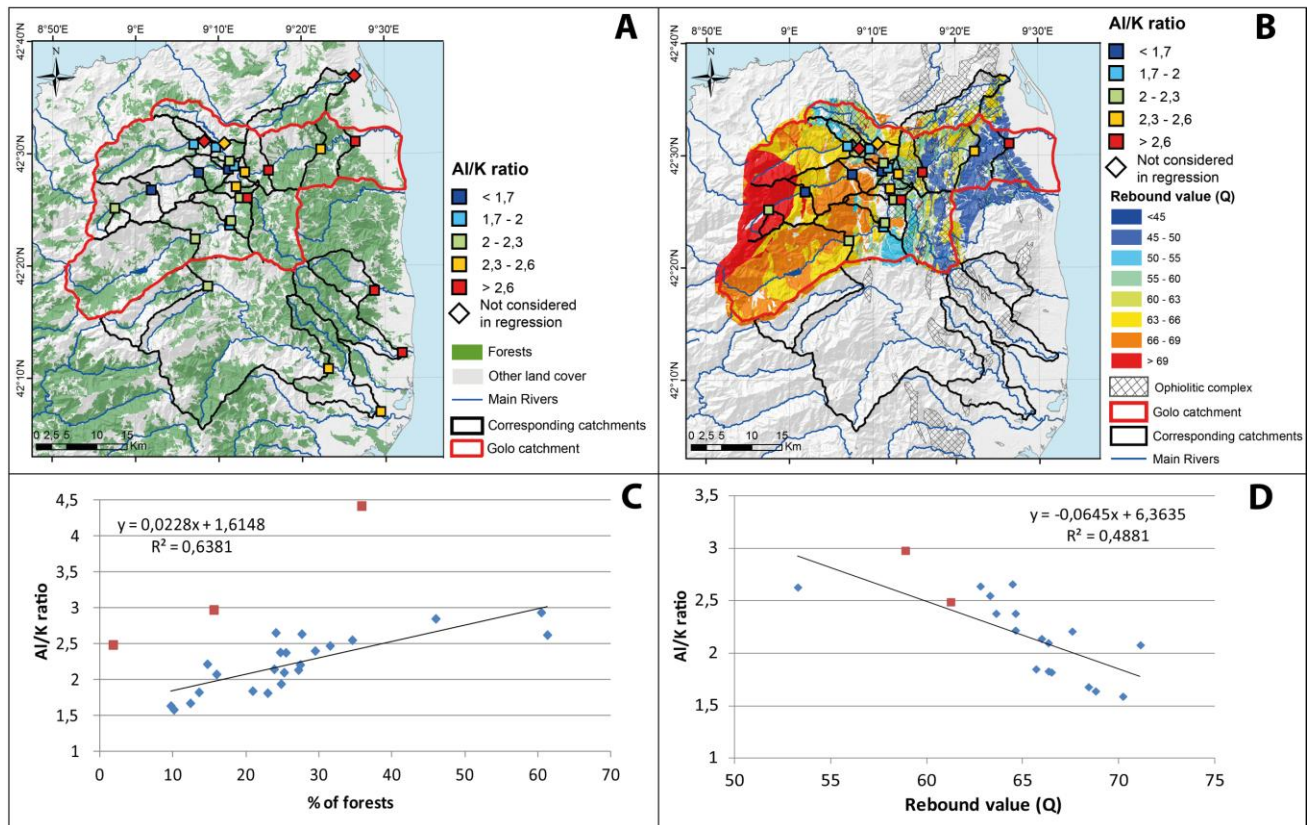 8°50'E 9°E 9°10'E 9°20'E 9°30'E
A
42°40'N
42°30'N
42°20'N
42°10'N
N
Al/K ratio
< 1,7
1,7 - 2
2 - 2,3
2,3 - 2,6
> 2,6
Not considered
in regression
Forests
Other land cover
Main Rivers
Corresponding catchments
Golo catchment
0 2,5 5 10 15
Km
8°50'E 9°E 9°10'E 9°20'E 9°30'E
B
42°40'N
42°30'N
42°20'N
42°10'N
N
Al/K ratio
< 1,7
1,7 - 2
2 - 2,3
2,3 - 2,6
> 2,6
Not considered
in regression
Rebound value (Q)
<45
45 - 50
50 - 55
55 - 60
60 - 63
63 - 66
66 - 69
> 69
Ophiolitic complex
Golo catchment
Corresponding catchments
Main Rivers
0 2,5 5 10 15
Km
C
y = 0,0228x + 1,6148
R² = 0,6381
Al/K ratio
4,5
4
3,5
3
2,5
2
1,5
1
0 10 20 30 40 50 60 70
% of forests
D
y = -0,0645x + 6,3635
R² = 0,4881
Al/K ratio
3,5
3
2,5
2
1,5
1
50 55 60 65 70 75
Rebound value (Q)